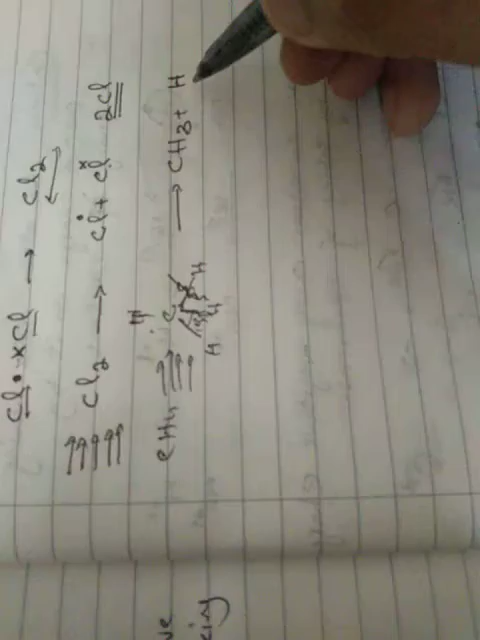 Cl • × Cl → Cl₂
Cl₂ → Cl + Cl 2Cl
CH₄ H C H H H → CH₃ + H